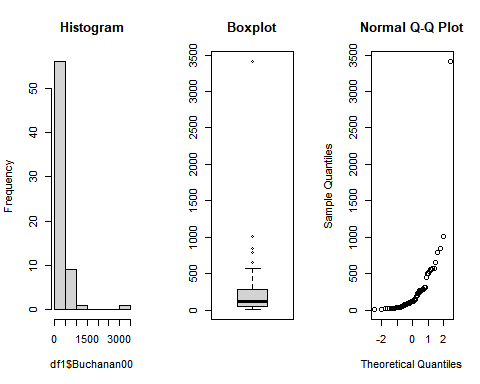 Histogram
Frequency
0 10 20 30 40 50
0 1500 3000
df1$Buchanan00
Boxplot
0 500 1000 1500 2000 2500 3000 3500
Normal Q-Q Plot
Sample Quantiles
0 500 1000 1500 2000 2500 3000 3500
-2 0 1 2
Theoretical Quantiles